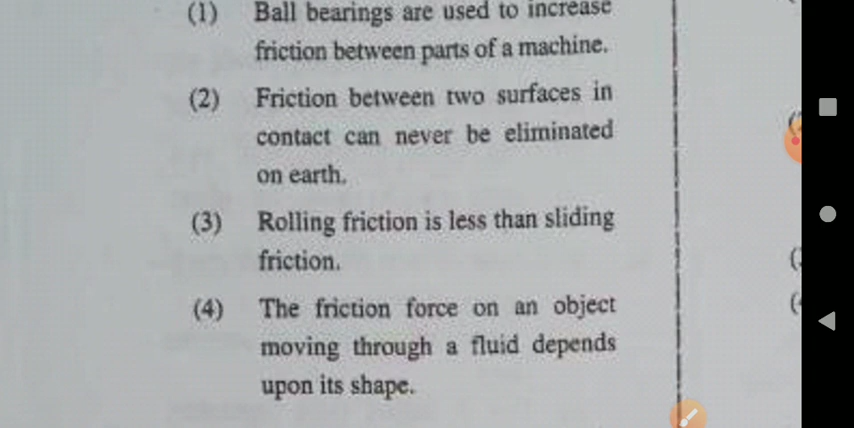 (1) Ball bearings are used to increase
friction between parts of a machine.
(2) Friction between two surfaces in
contact can never be eliminated
on earth.
(3) Rolling friction is less than sliding
friction.
(4) The friction force on an object
moving through a fluid depends
upon its shape.